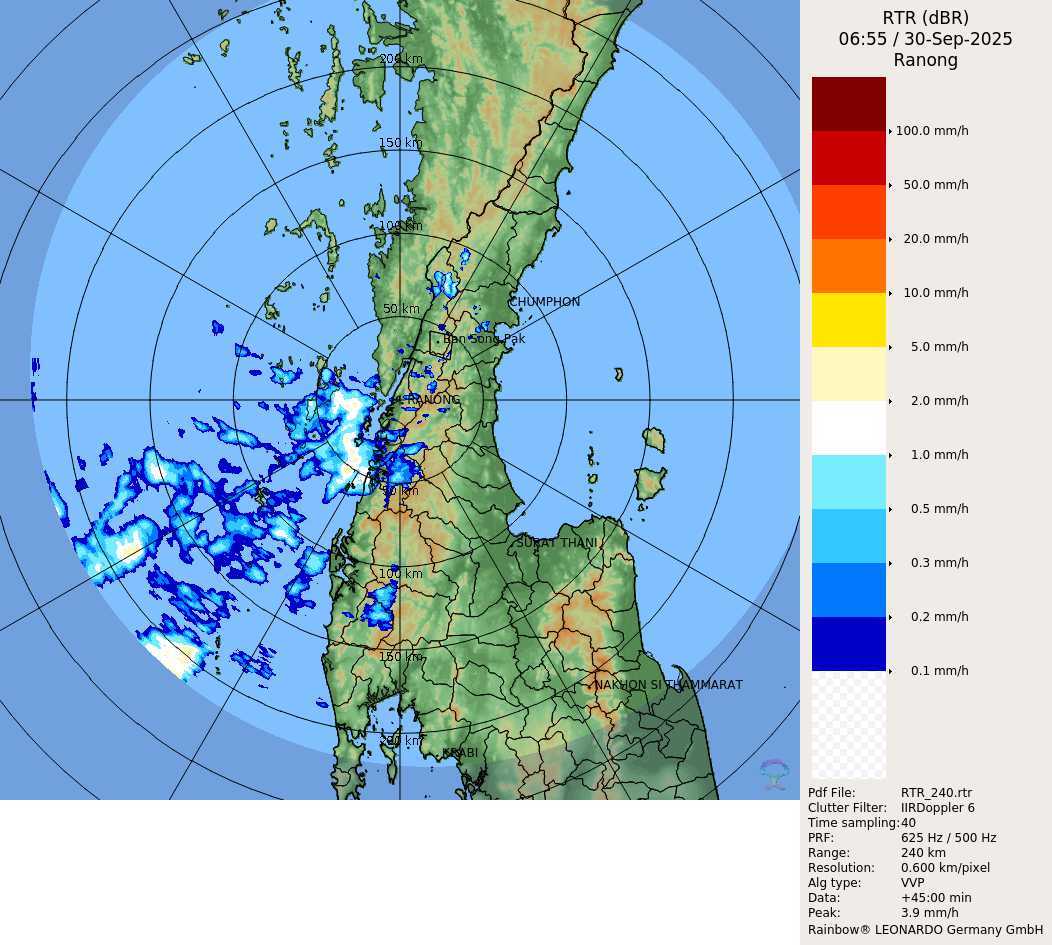 RTR (dBR)
06:55 / 30-Sep-2025
Ranong
200 km
150 km
100 km
50 km
CHUMPHON
Ban Song Pak
RANONG
50 km
SURAT THANI
100 km
150 km
NAKHON SI THAMMARAT
200 km
KRABI
100.0 mm/h
50.0 mm/h
20.0 mm/h
10.0 mm/h
5.0 mm/h
2.0 mm/h
1.0 mm/h
0.5 mm/h
0.3 mm/h
0.2 mm/h
0.1 mm/h
Pdf File: RTR_240.rtr
Clutter Filter: IIRDoppler 6
Time sampling: 40
PRF: 625 Hz / 500 Hz
Range: 240 km
Resolution: 0.600 km/pixel
Alg type: VVP
Data: +45:00 min
Peak: 3.9 mm/h
Rainbow® LEONARDO Germany GmbH